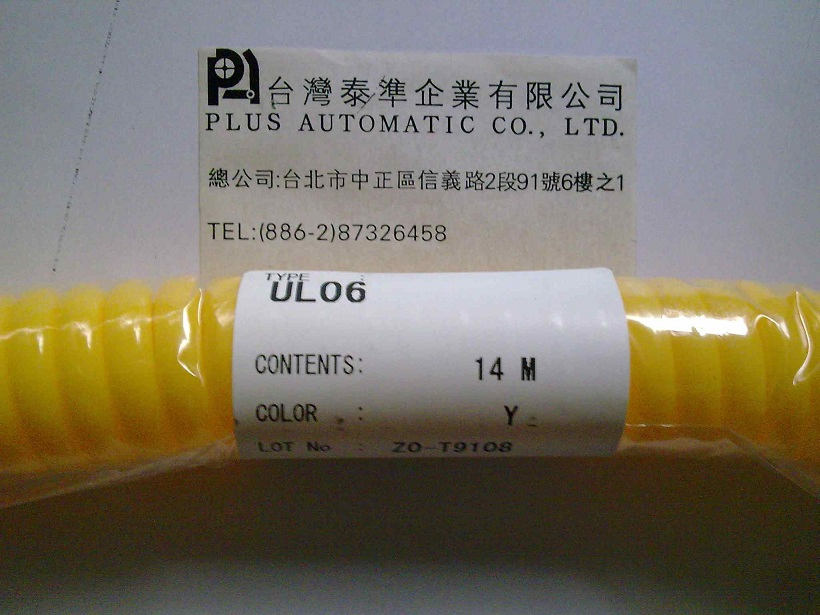 台灣泰準企業有限公司
PLUS AUTOMATIC CO., LTD.
總公司:台北市中正區信義路2段91號6樓之1
TEL:(886-2)87326458
TYPE :
UL06
CONTENTS: 14 M
COLOR : Y
LOT No : ZO-T9108